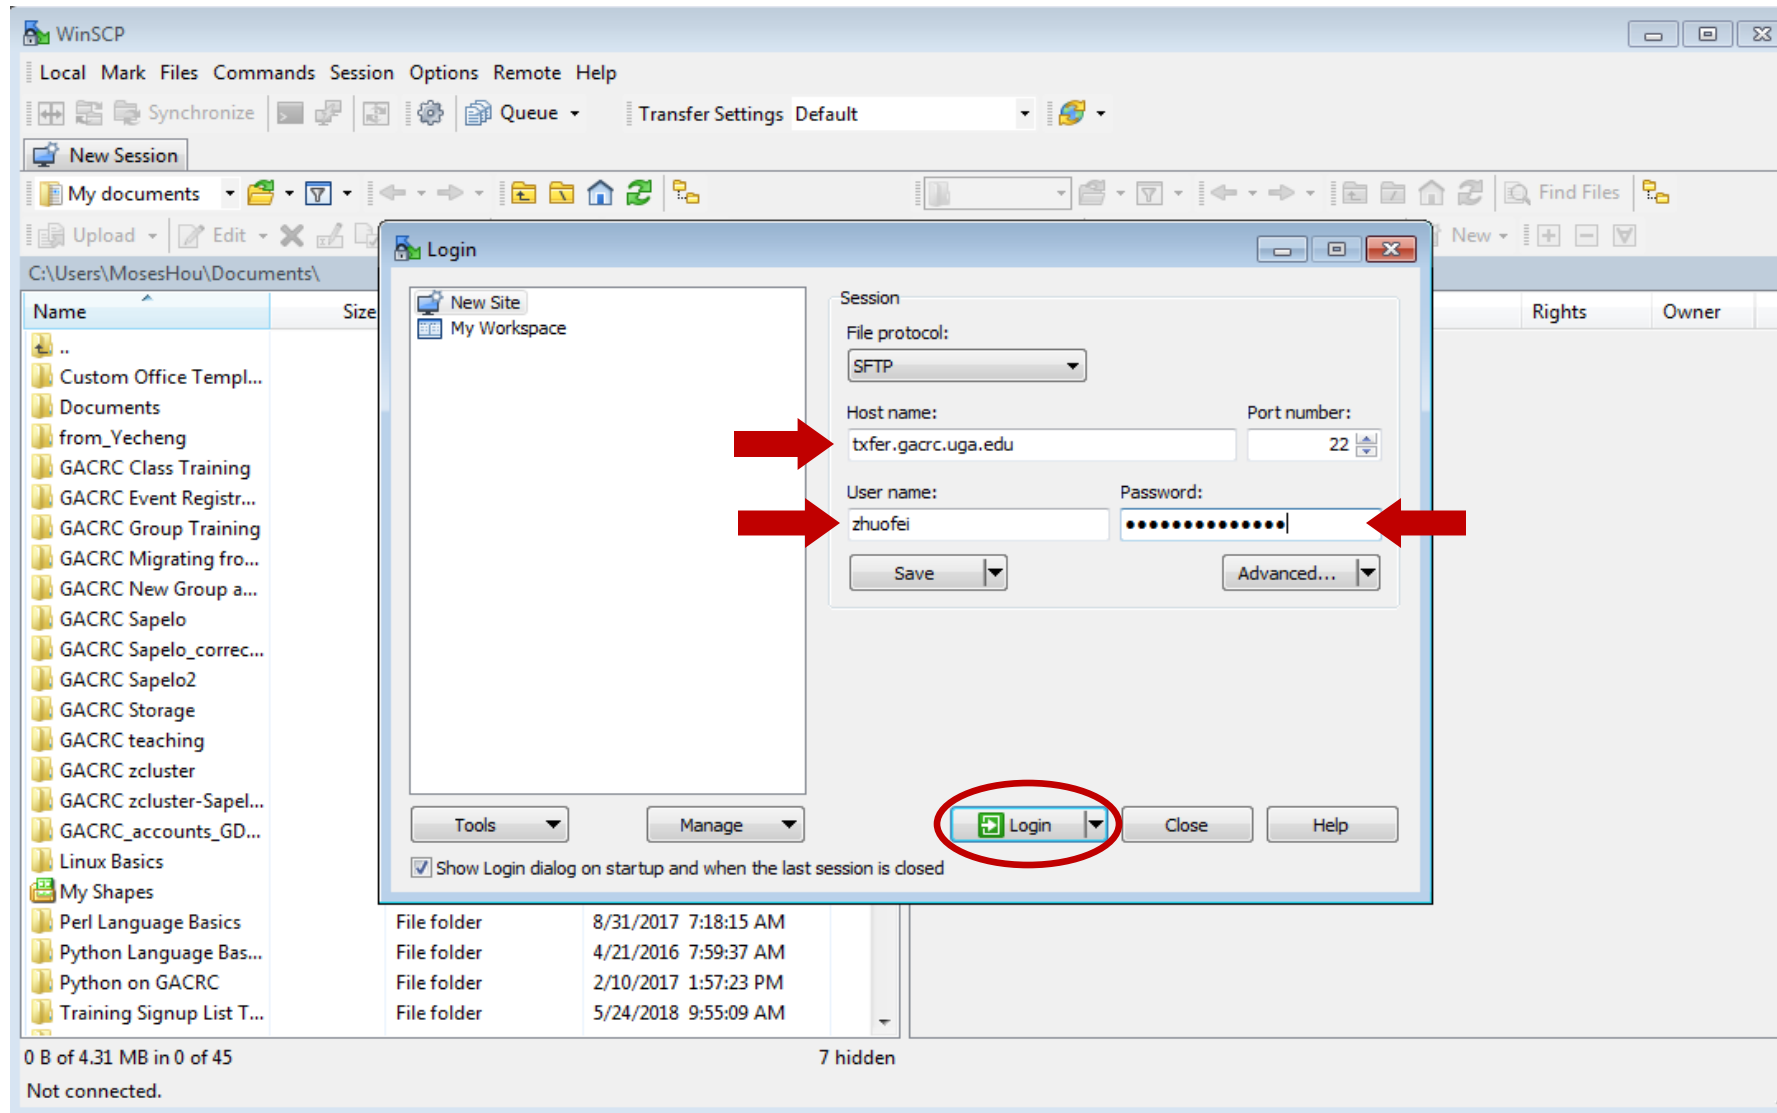 WinSCP
Local Mark Files Commands Session Options Remote Help
Synchronize Queue Transfer Settings Default
New Session
My documents Find Files
Upload Edit New
C:\Users\MosesHou\Documents\
Name Size Rights Owner
..
Custom Office Templ...
Documents
from_Yecheng
GACRC Class Training
GACRC Event Registr...
GACRC Group Training
GACRC Migrating fro...
GACRC New Group a...
GACRC Sapelo
GACRC Sapelo_correc...
GACRC Sapelo2
GACRC Storage
GACRC teaching
GACRC zcluster
GACRC zcluster-Sapel...
GACRC_accounts_GD...
Linux Basics
My Shapes
Perl Language Basics File folder 8/31/2017 7:18:15 AM
Python Language Bas... File folder 4/21/2016 7:59:37 AM
Python on GACRC File folder 2/10/2017 1:57:23 PM
Training Signup List T... File folder 5/24/2018 9:55:09 AM
Login
New Site
My Workspace
Session
File protocol:
SFTP
Host name: Port number:
txfer.gacrc.uga.edu 22
User name: Password:
zhuofei ••••••••••••••
Save Advanced...
Tools Manage Login Close Help
Show Login dialog on startup and when the last session is closed
0 B of 4.31 MB in 0 of 45 7 hidden
Not connected.